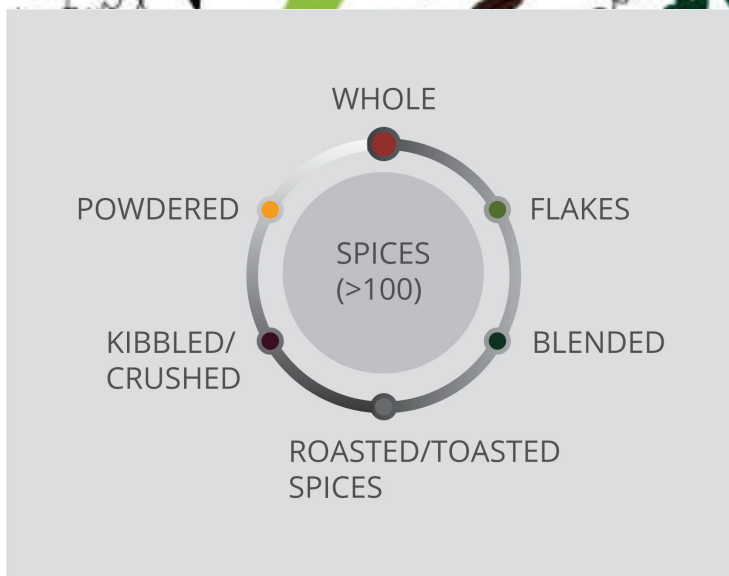 WHOLE
POWDERED
FLAKES
SPICES
(>100)
KIBBLED/
CRUSHED
BLENDED
ROASTED/TOASTED
SPICES